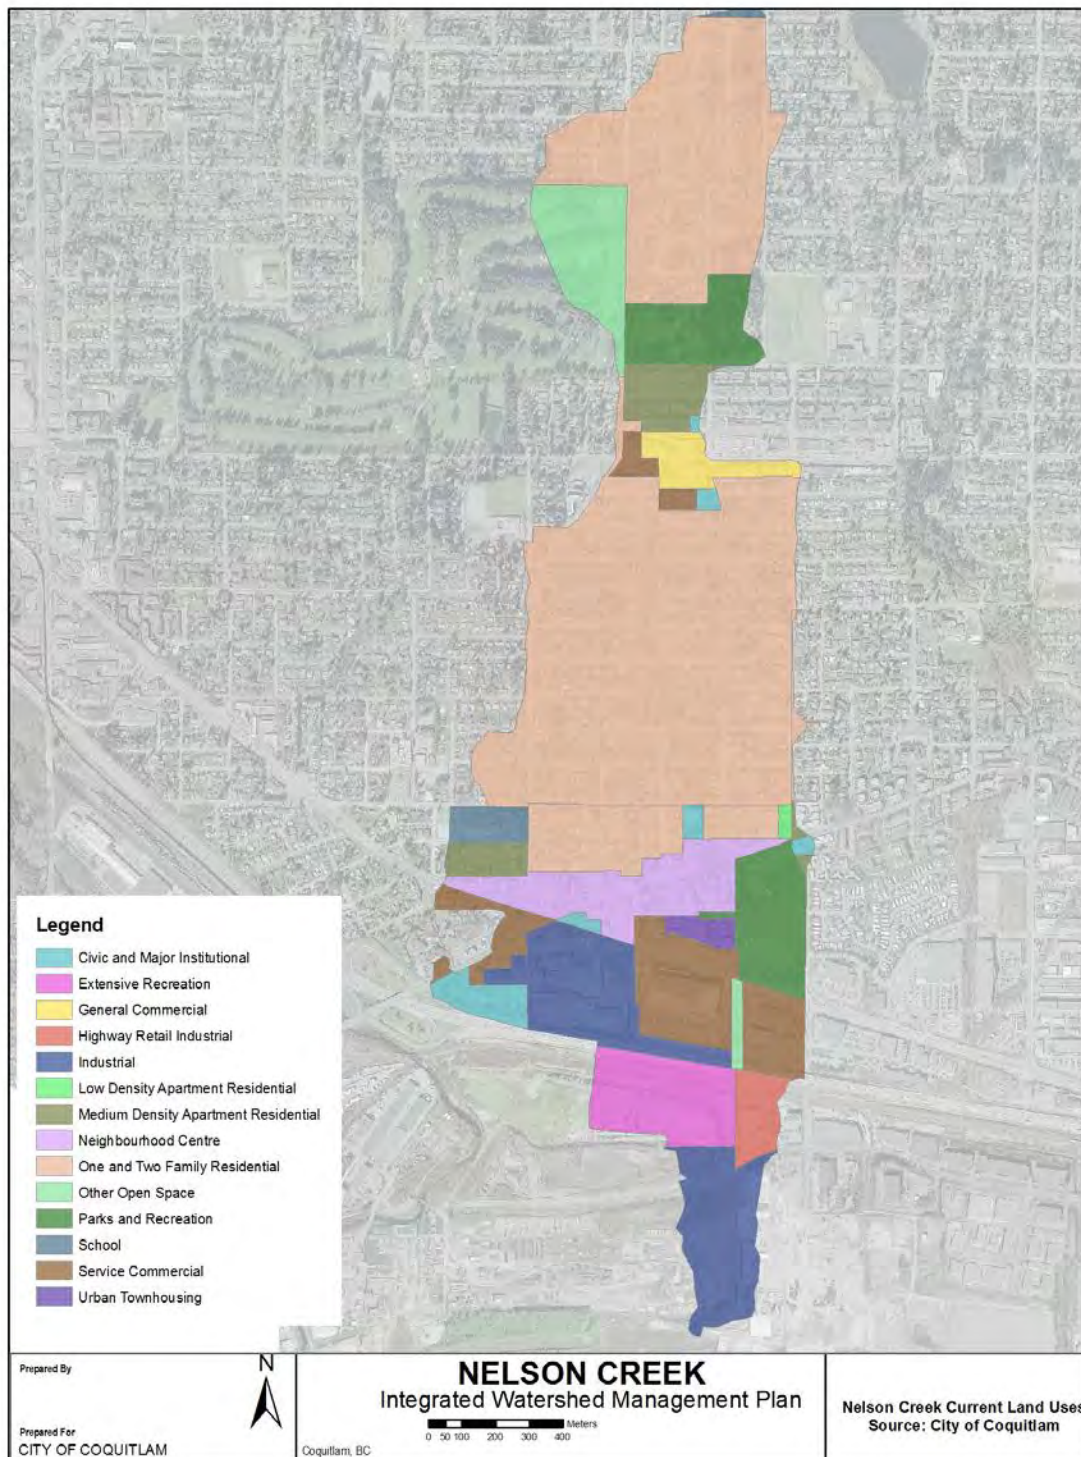 Legend
Civic and Major Institutional
Extensive Recreation
General Commercial
Highway Retail Industrial
Industrial
Low Density Apartment Residential
Medium Density Apartment Residential
Neighbourhood Centre
One and Two Family Residential
Other Open Space
Parks and Recreation
School
Service Commercial
Urban Townhousing
Prepared By
Prepared For
CITY OF COQUITLAM
N
NELSON CREEK
Integrated Watershed Management Plan
Meters
0 50 100 200 300 400
Coquitlam, BC
Nelson Creek Current Land Uses
Source: City of Coquitlam